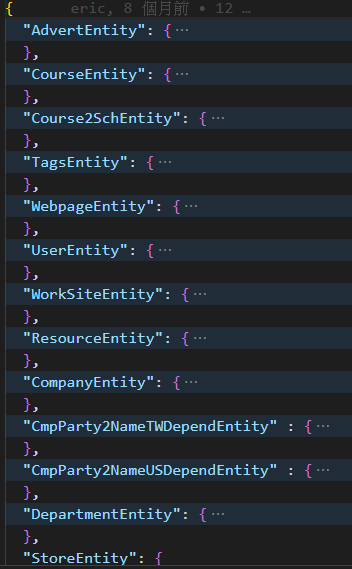 { eric, 8 個月前 • 12 …
"AdvertEntity": {…
},
"CourseEntity": {…
},
"Course2SchEntity": {…
},
"TagsEntity": {…
},
"WebpageEntity": {…
},
"UserEntity": {…
},
"WorkSiteEntity": {…
},
"ResourceEntity": {…
},
"CompanyEntity": {…
},
"CmpParty2NameTWDependEntity" : {…
},
"CmpParty2NameUSDependEntity" : {…
},
"DepartmentEntity": {…
},
"StoreEntity": {